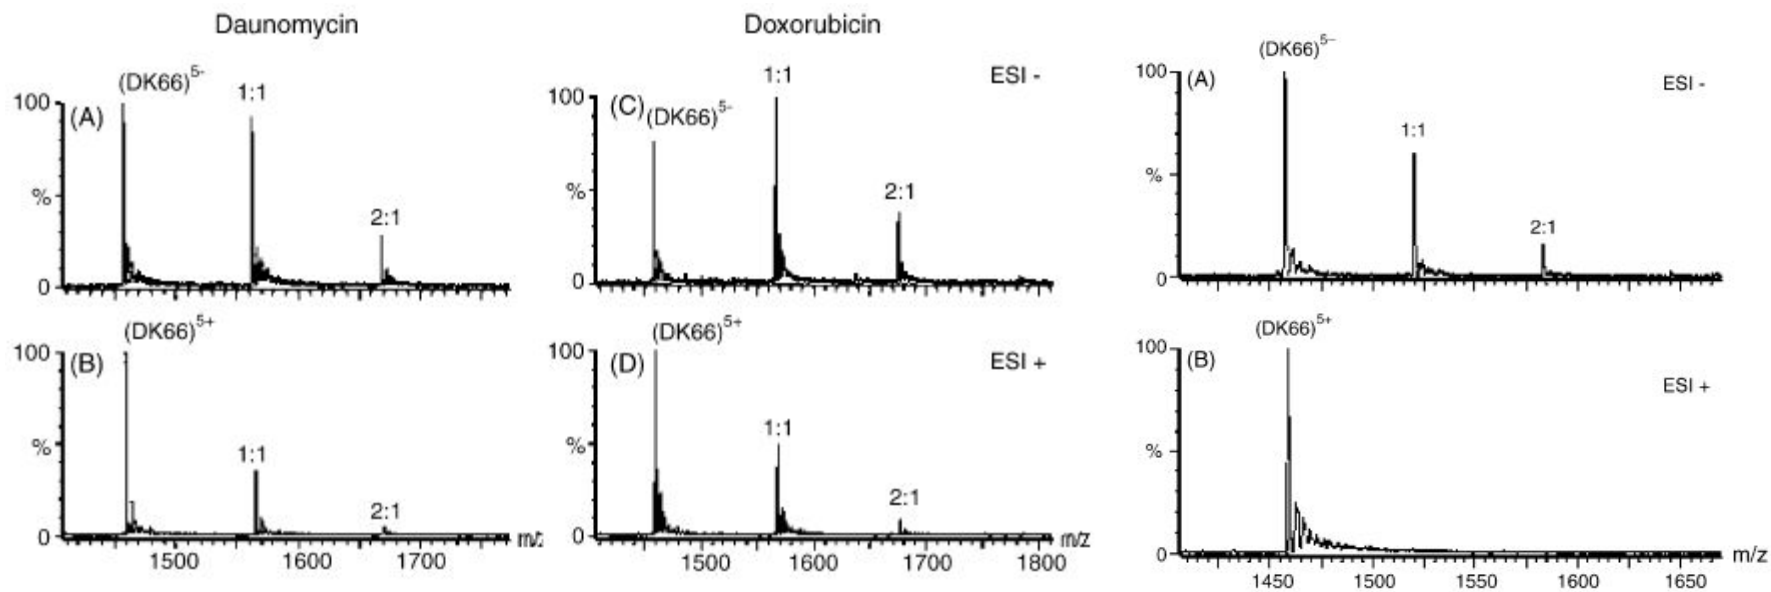 Daunomycin
Doxorubicin
(DK66)5-
1:1
2:1
100
(A)
%
0
(DK66)5-
1:1
2:1
ESI -
100
(C)
%
0
(DK66)5–
1:1
2:1
ESI -
100
(A)
%
0
(DK66)5+
1:1
2:1
100
(B)
%
0
1500
1600
1700
m/z
(DK66)5+
1:1
2:1
ESI +
100
(D)
%
0
1500
1600
1700
1800
m/z
(DK66)5+
ESI +
100
(B)
%
0
1450
1500
1550
1600
1650
m/z